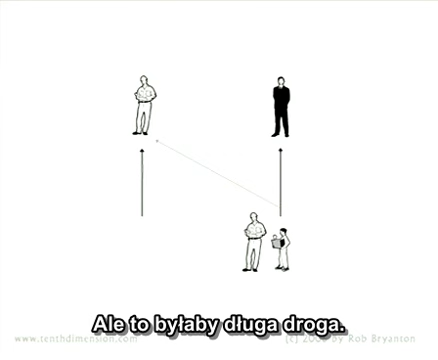 Ale to byłaby długa droga.
www.tenthdimension.com
by Rob Bryanton